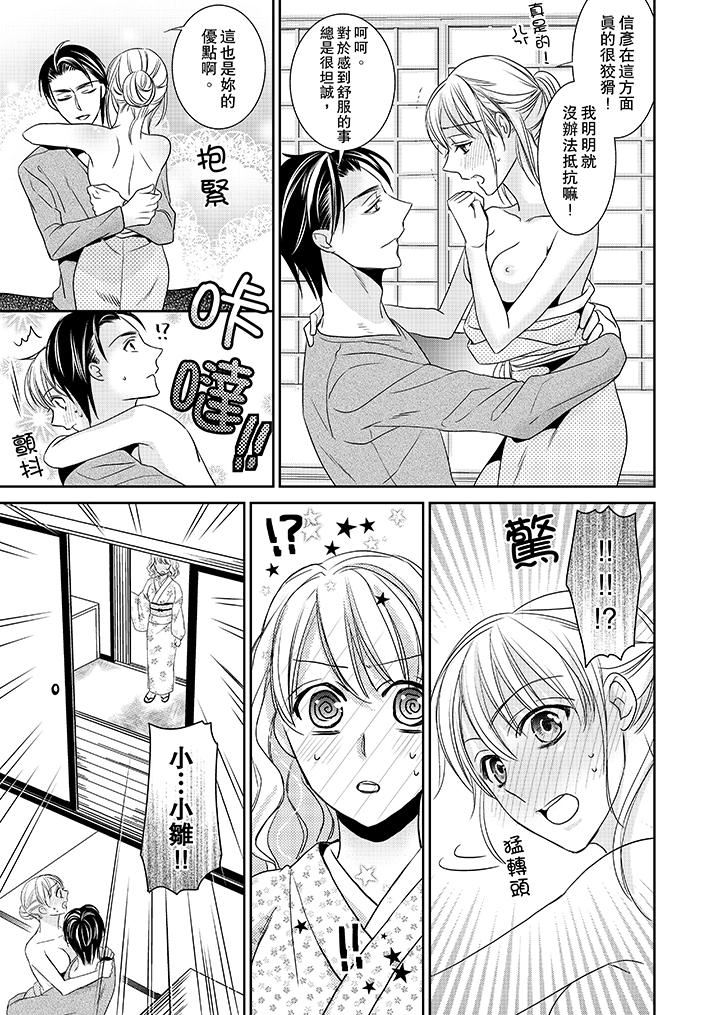 信彥在這方面
真的很狡猾！
我明明就
沒辦法抵抗嘛！
真是的！
呵呵。
對於感到舒服的事
總是很坦誠，
這也是妳的
優點啊。
抱緊
咔噠!!
!?
顫抖
!!!!?
驚
猛轉頭
!?
!!
小…小雛!!